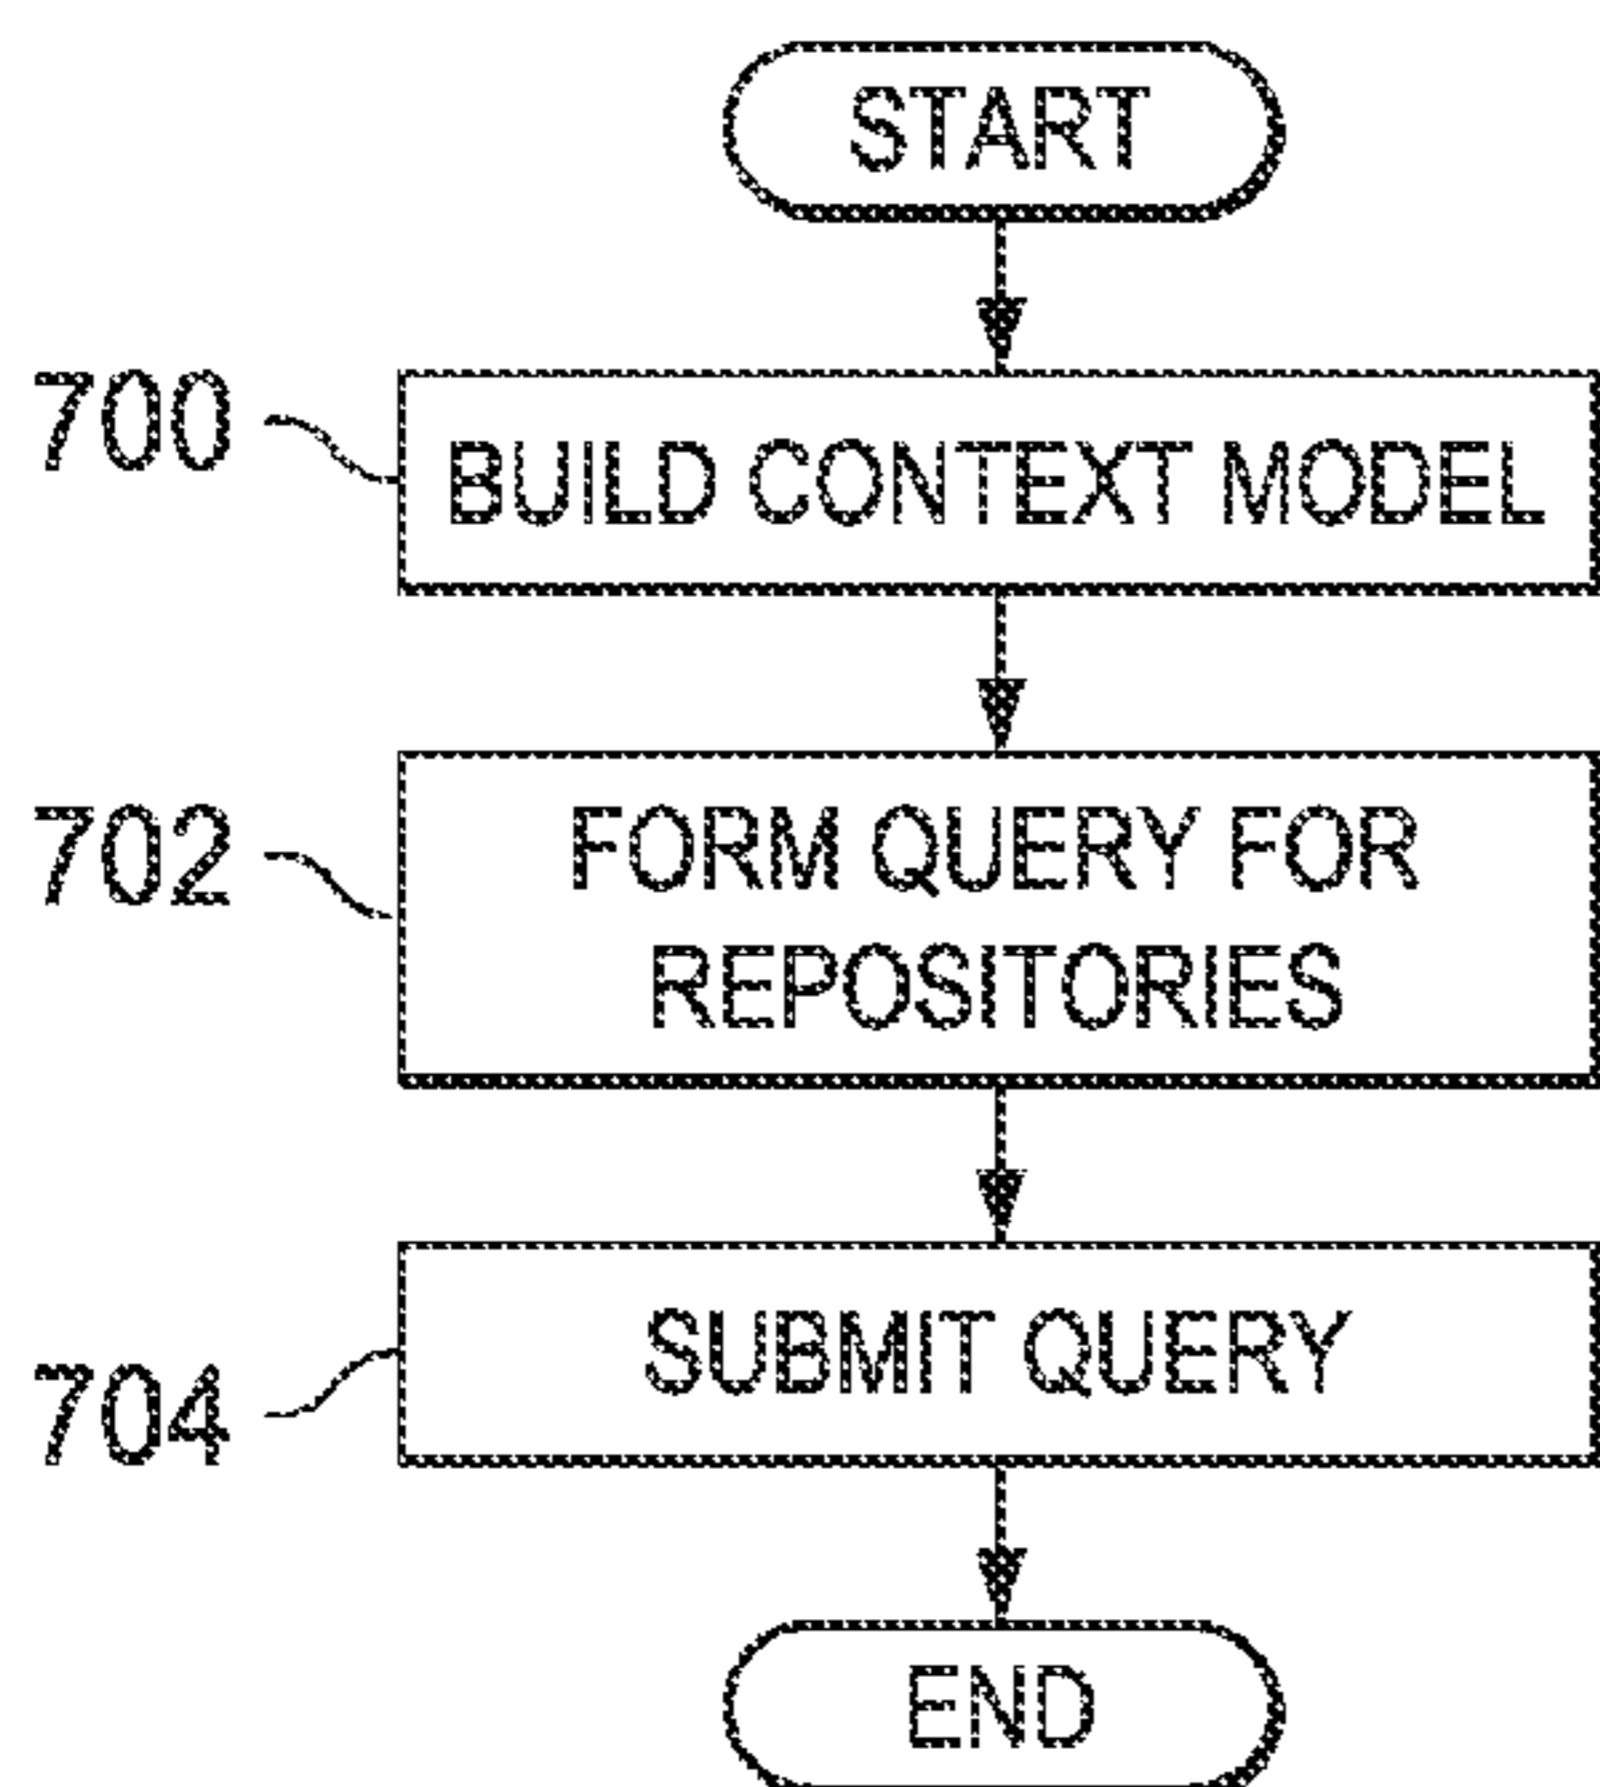 START
700
BUILD CONTEXT MODEL
702
FORM QUERY FOR
REPOSITORIES
704
SUBMIT QUERY
END